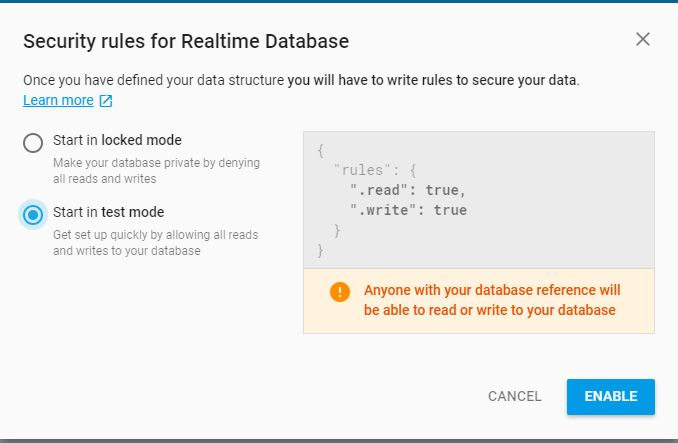 Security rules for Realtime Database
Once you have defined your data structure you will have to write rules to secure your data.
Learn more
Start in locked mode
Make your database private by denying
all reads and writes
Start in test mode
Get set up quickly by allowing all reads
and writes to your database
{
"rules": {
".read": true,
".write": true
}
}
!
Anyone with your database reference will
be able to read or write to your database
CANCEL
ENABLE